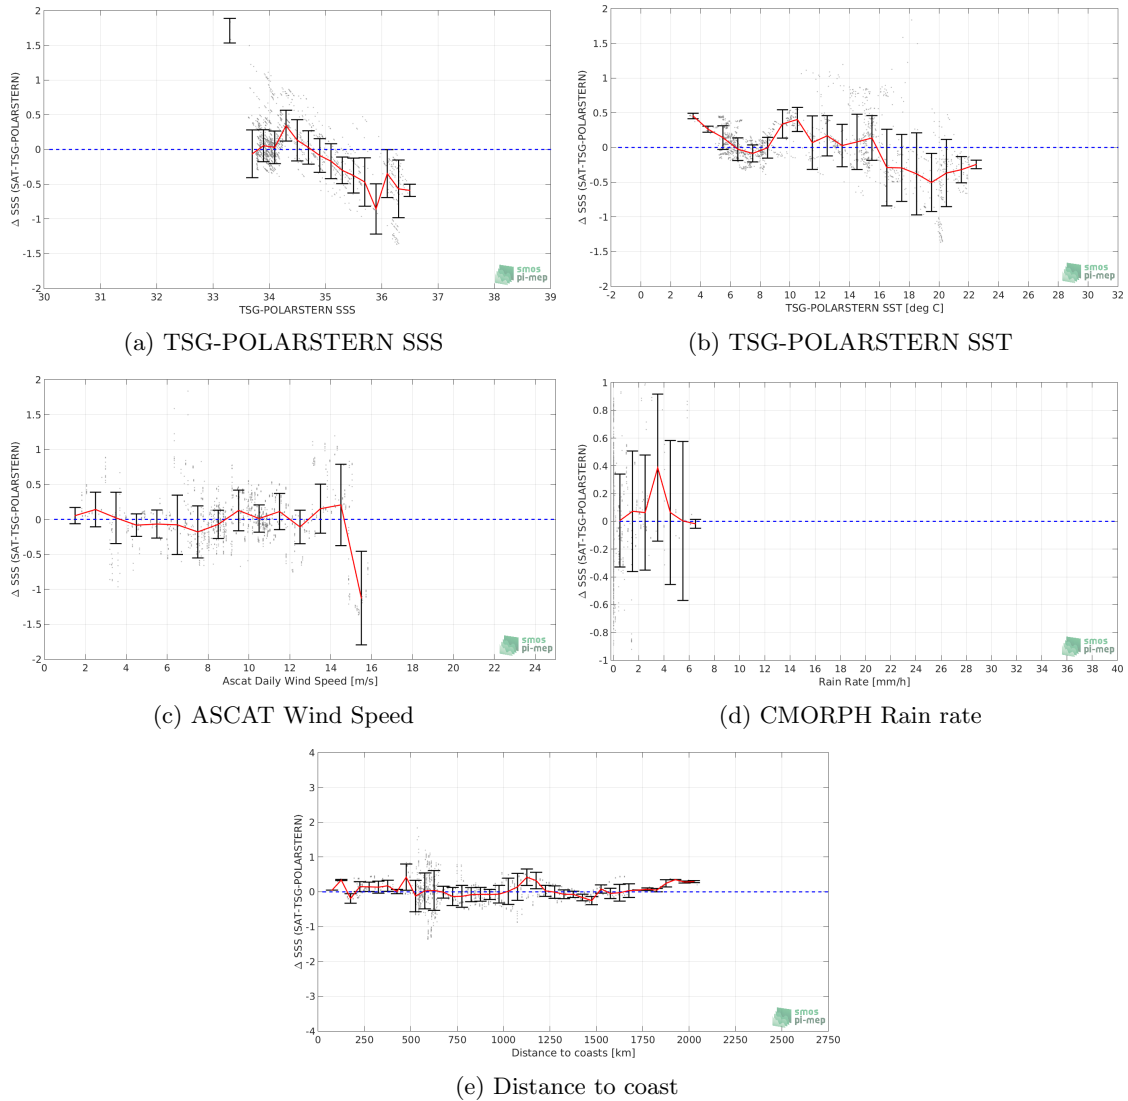 2
1.5
1
0.5
0
-0.5
-1
-1.5
-2
30 31 32 33 34 35 36 37 38 39
Δ SSS (SAT-TSG-POLARSTERN)
TSG-POLARSTERN SSS
smos
pi-mep
(a) TSG-POLARSTERN SSS
2
1.5
1
0.5
0
-0.5
-1
-1.5
-2
-2 0 2 4 6 8 10 12 14 16 18 20 22 24 26 28 30 32
Δ SSS (SAT-TSG-POLARSTERN)
TSG-POLARSTERN SST [deg C]
smos
pi-mep
(b) TSG-POLARSTERN SST
2
1.5
1
0.5
0
-0.5
-1
-1.5
-2
0 2 4 6 8 10 12 14 16 18 20 22 24
Δ SSS (SAT-TSG-POLARSTERN)
Ascat Daily Wind Speed [m/s]
smos
pi-mep
(c) ASCAT Wind Speed
1
0.8
0.6
0.4
0.2
0
-0.2
-0.4
-0.6
-0.8
-1
0 2 4 6 8 10 12 14 16 18 20 22 24 26 28 30 32 34 36 38 40
Δ SSS (SAT-TSG-POLARSTERN)
Rain Rate [mm/h]
smos
pi-mep
(d) CMORPH Rain rate
4
3
2
1
0
-1
-2
-3
-4
0 250 500 750 1000 1250 1500 1750 2000 2250 2500 2750
Δ SSS (SAT-TSG-POLARSTERN)
Distance to coasts [km]
smos
pi-mep
(e) Distance to coast